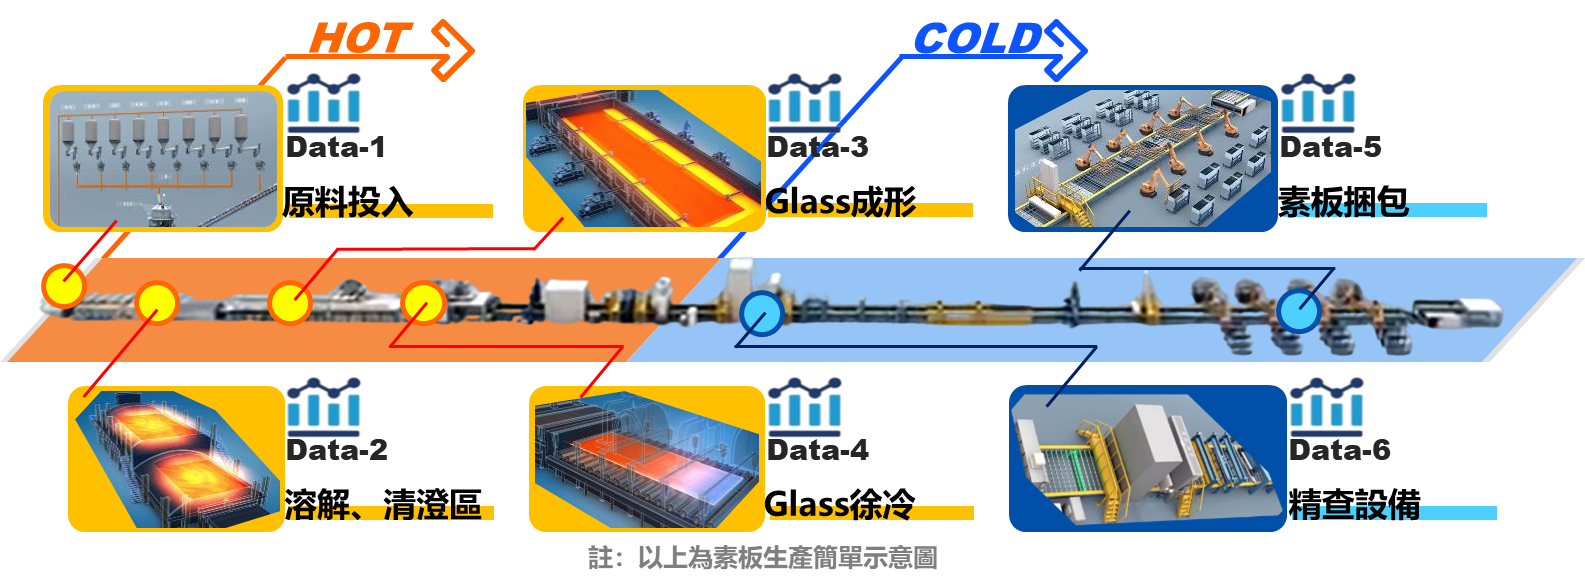 HOT
COLD
Data-1
原料投入
Data-3
Glass成形
Data-5
素板捆包
Data-2
溶解、清澄區
Data-4
Glass徐冷
Data-6
精查設備
註：以上為素板生產簡單示意圖